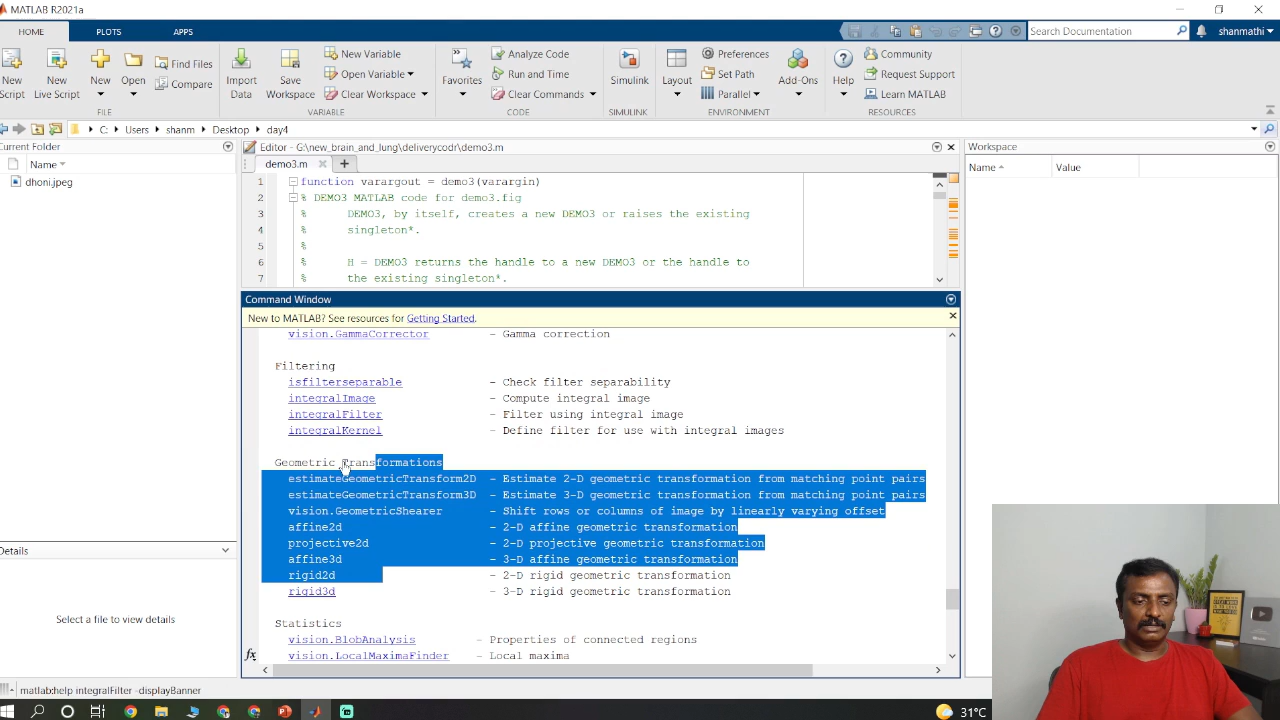 MATLAB R2021a
HOME
PLOTS
APPS
Search Documentation
shanmathi
New Script
New Live Script
New
Open
Find Files
Compare
Import Data
Save Workspace
New Variable
Open Variable
Clear Workspace
Favorites
Analyze Code
Run and Time
Clear Commands
Simulink
Layout
Preferences
Set Path
Parallel
Add-Ons
Help
Community
Request Support
Learn MATLAB
FILE
VARIABLE
CODE
SIMULINK
ENVIRONMENT
RESOURCES
C: Users shanm Desktop day4
urrent Folder
Name
dhoni.jpeg
Details
Select a file to view details
Editor - G:\new_brain_and_lung\deliverycodr\demo3.m
demo3.m
1 function varargout = demo3(varargin)
2 % DEMO3 MATLAB code for demo3.fig
3 % DEMO3, by itself, creates a new DEMO3 or raises the existing
4 % singleton*.
5 %
6 % H = DEMO3 returns the handle to a new DEMO3 or the handle to
7 % the existing singleton*.
Command Window
New to MATLAB? See resources for Getting Started.
vision.GammaCorrector - Gamma correction
Filtering
isfilterseparable - Check filter separability
integralImage - Compute integral image
integralFilter - Filter using integral image
integralKernel - Define filter for use with integral images
Geometric Transformations
estimateGeometricTransform2D - Estimate 2-D geometric transformation from matching point pairs
estimateGeometricTransform3D - Estimate 3-D geometric transformation from matching point pairs
vision.GeometricShearer - Shift rows or columns of image by linearly varying offset
affine2d - 2-D affine geometric transformation
projective2d - 2-D projective geometric transformation
affine3d - 3-D affine geometric transformation
rigid2d - 2-D rigid geometric transformation
rigid3d - 3-D rigid geometric transformation
Statistics
vision.BlobAnalysis - Properties of connected regions
vision.LocalMaximaFinder - Local maxima
fx
Workspace
Name Value
matlab:help integralFilter -displayBanner
31°C